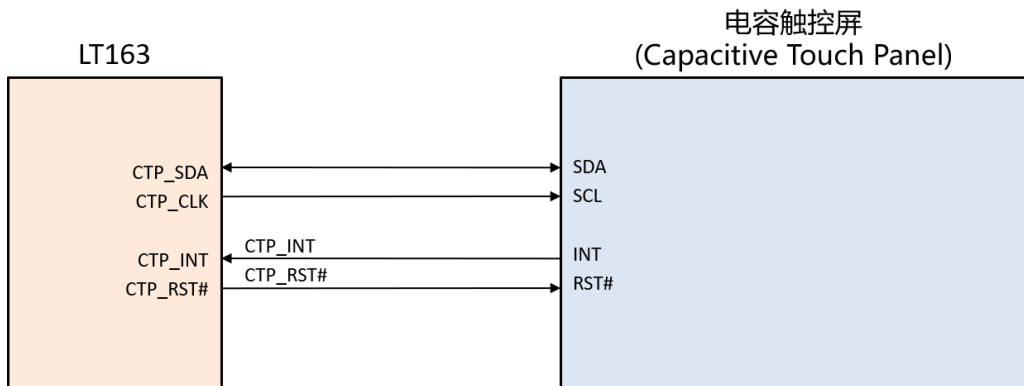 LT163
电容触控屏
(Capacitive Touch Panel)
CTP_SDA
SDA
CTP_CLK
SCL
CTP_INT
CTP_INT
INT
CTP_RST#
CTP_RST#
RST#